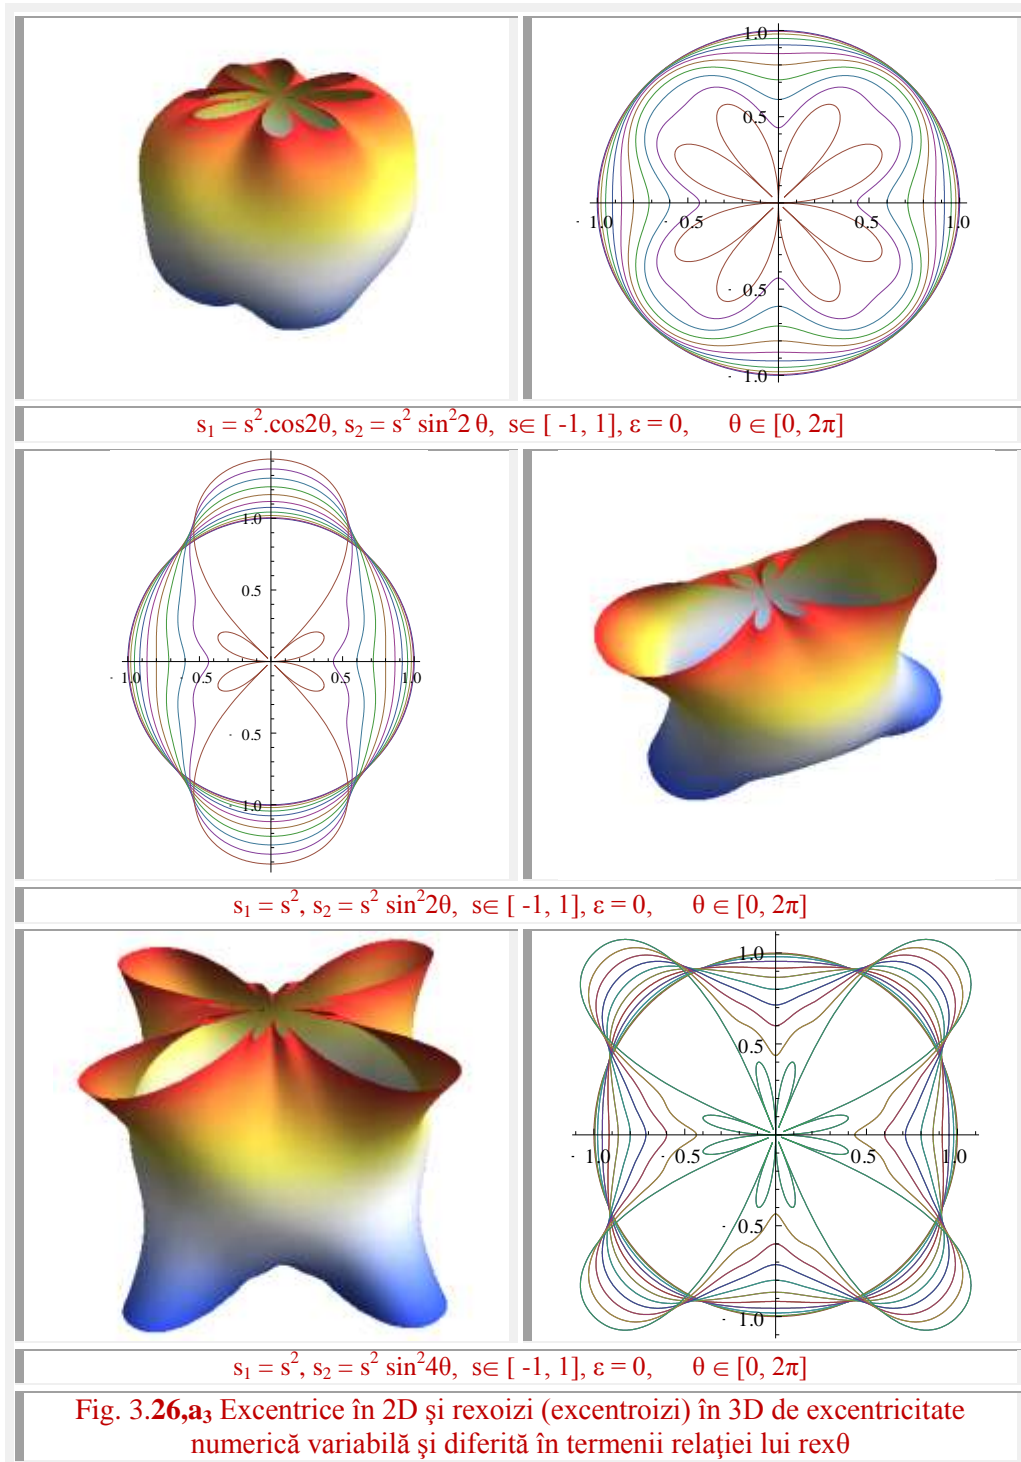 1.0
0.5
- 1.0 - 0.5 0.5 1.0
- 0.5
- 1.0
s₁ = s².cos2θ, s₂ = s² sin²2 θ, s∈ [ -1, 1], ε = 0, θ ∈ [0, 2π]
1.0
0.5
- 1.0 - 0.5 0.5 1.0
- 0.5
- 1.0
s₁ = s², s₂ = s² sin²2θ, s∈ [ -1, 1], ε = 0, θ ∈ [0, 2π]
1.0
0.5
- 1.0 - 0.5 0.5 1.0
- 0.5
- 1.0
s₁ = s², s₂ = s² sin²4θ, s∈ [ -1, 1], ε = 0, θ ∈ [0, 2π]
Fig. 3.26,a₃ Excentrice în 2D şi rexoizi (excentroizi) în 3D de excentricitate
numerică variabilă şi diferită în termenii relaţiei lui rexθ